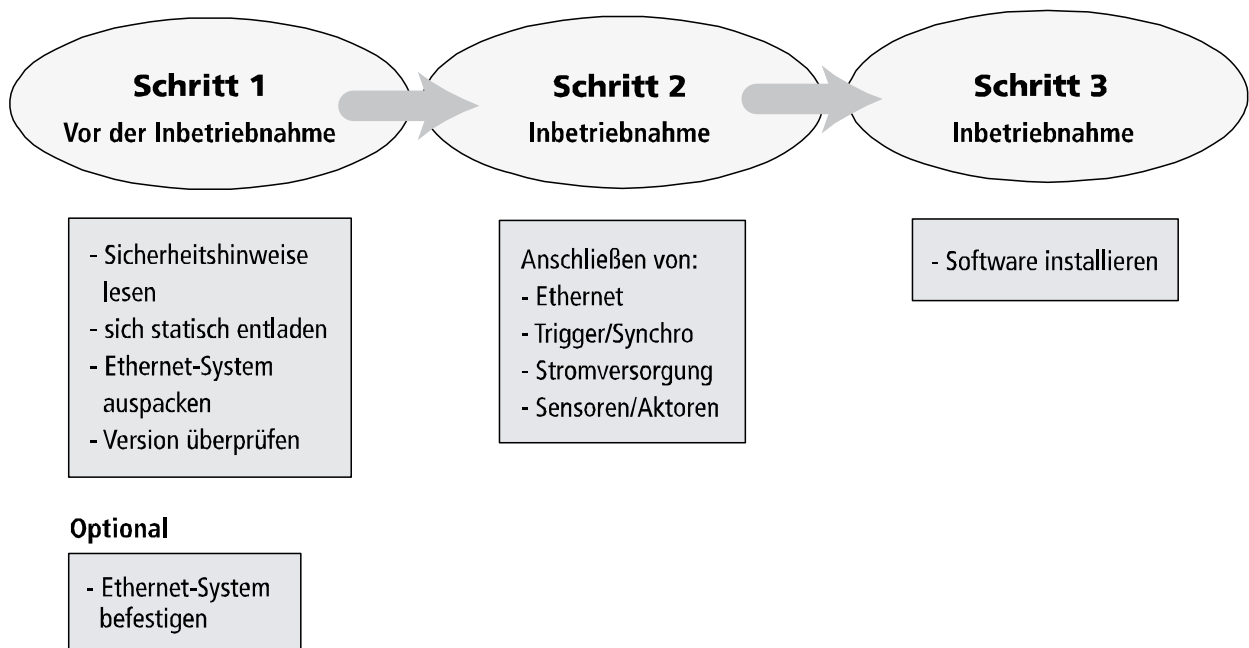 Schritt 1
Vor der Inbetriebnahme
Schritt 2
Inbetriebnahme
Schritt 3
Inbetriebnahme
- Sicherheitshinweise
lesen
- sich statisch entladen
- Ethernet-System
auspacken
- Version überprüfen
Optional
- Ethernet-System
befestigen
Anschließen von:
- Ethernet
- Trigger/Synchro
- Stromversorgung
- Sensoren/Aktoren
- Software installieren